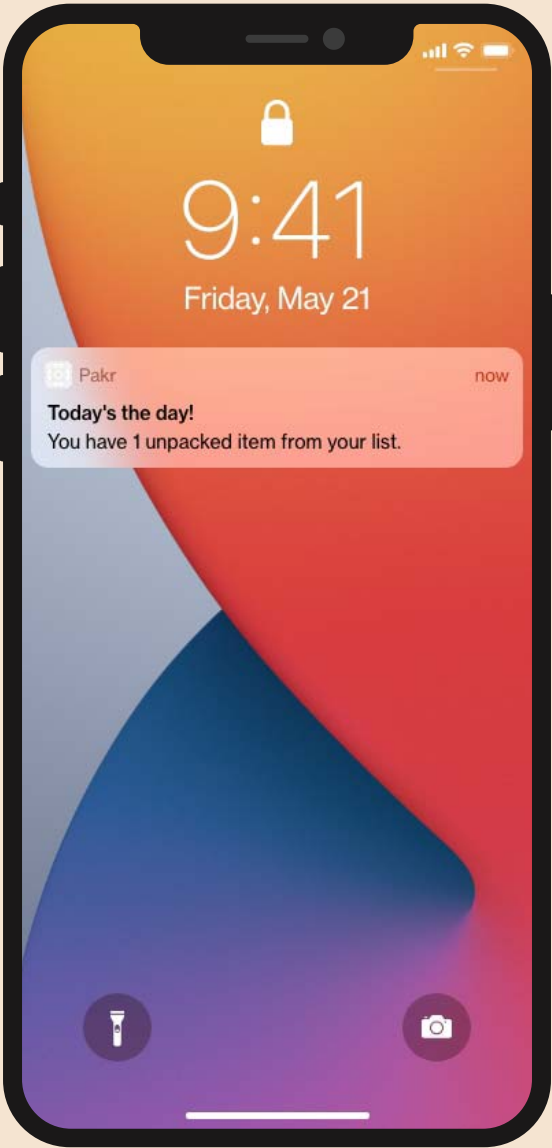 9:41
Friday, May 21
Pakr
now
Today's the day!
You have 1 unpacked item from your list.